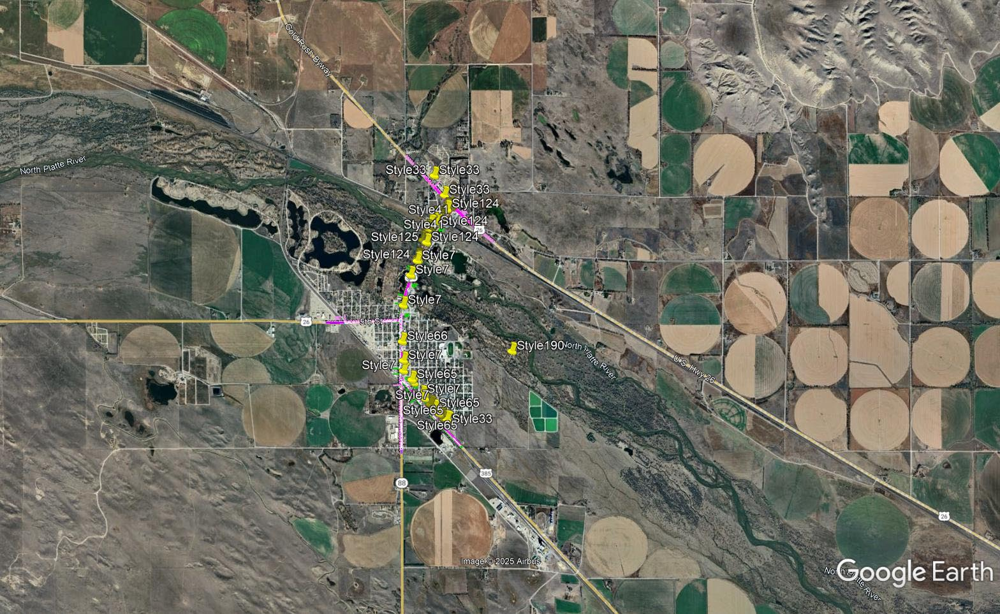 Gold Rush Byway
North Platte River
Style33
Style33
Style33
Style124
Style41
Style124
Style41
26
Style125
Style124
Style124
Style7
Style7
Style7
26
5th St
Style66
Style190
North Platte River
Style7
Style7
U.S. Hwy 26
Style65
Style7
Style7
Style65
Style65
Style33
Style65
385
88
26
Image © 2025 Airbus
North Platte River
Google Earth